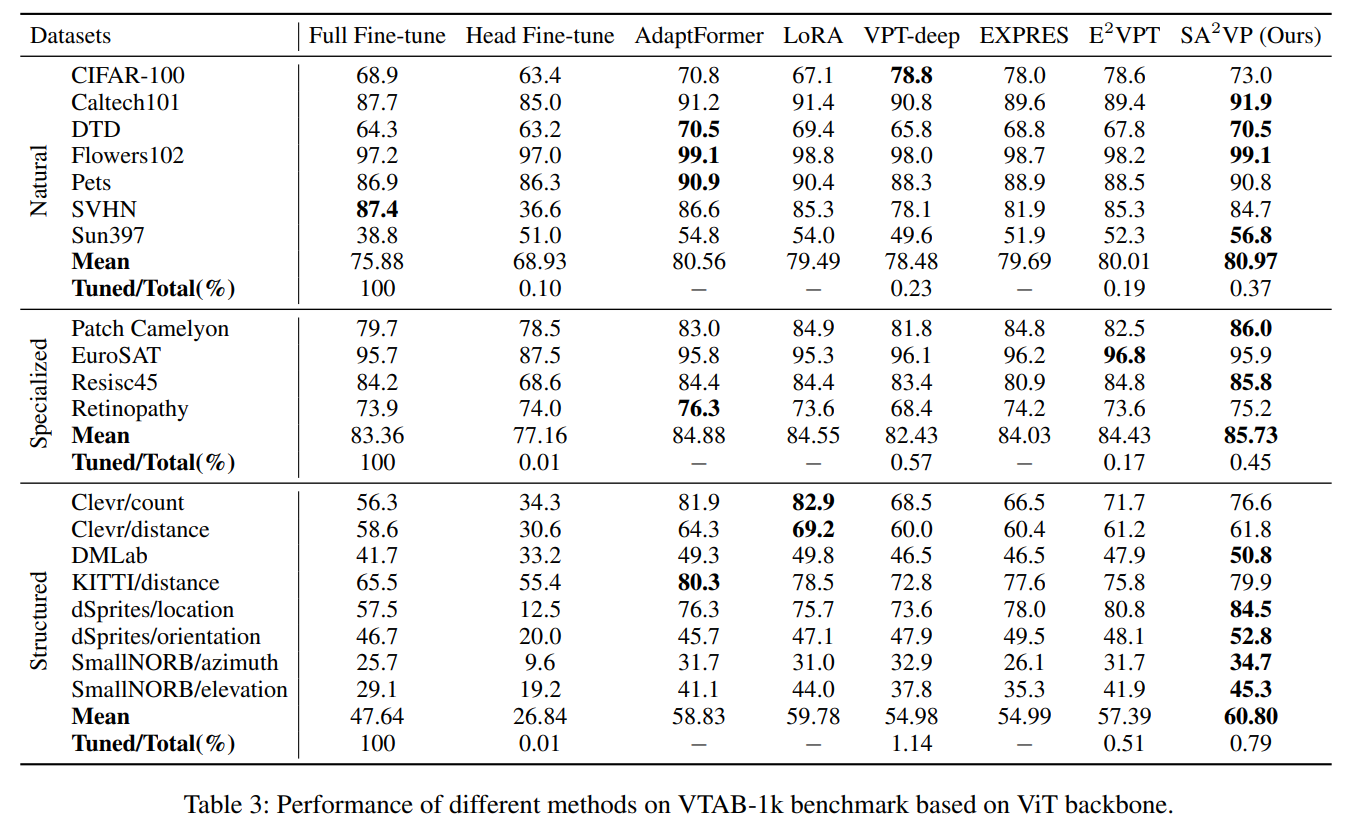 Datasets Full Fine-tune Head Fine-tune AdaptFormer LoRA VPT-deep EXPRES E²VPT SA²VP (Ours)
Natural
CIFAR-100 68.9 63.4 70.8 67.1 78.8 78.0 78.6 73.0
Caltech101 87.7 85.0 91.2 91.4 90.8 89.6 89.4 91.9
DTD 64.3 63.2 70.5 69.4 65.8 68.8 67.8 70.5
Flowers102 97.2 97.0 99.1 98.8 98.0 98.7 98.2 99.1
Pets 86.9 86.3 90.9 90.4 88.3 88.9 88.5 90.8
SVHN 87.4 36.6 86.6 85.3 78.1 81.9 85.3 84.7
Sun397 38.8 51.0 54.8 54.0 49.6 51.9 52.3 56.8
Mean 75.88 68.93 80.56 79.49 78.48 79.69 80.01 80.97
Tuned/Total(%) 100 0.10 – – 0.23 – 0.19 0.37
Specialized
Patch Camelyon 79.7 78.5 83.0 84.9 81.8 84.8 82.5 86.0
EuroSAT 95.7 87.5 95.8 95.3 96.1 96.2 96.8 95.9
Resisc45 84.2 68.6 84.4 84.4 83.4 80.9 84.8 85.8
Retinopathy 73.9 74.0 76.3 73.6 68.4 74.2 73.6 75.2
Mean 83.36 77.16 84.88 84.55 82.43 84.03 84.43 85.73
Tuned/Total(%) 100 0.01 – – 0.57 – 0.17 0.45
Structured
Clevr/count 56.3 34.3 81.9 82.9 68.5 66.5 71.7 76.6
Clevr/distance 58.6 30.6 64.3 69.2 60.0 60.4 61.2 61.8
DMLab 41.7 33.2 49.3 49.8 46.5 46.5 47.9 50.8
KITTI/distance 65.5 55.4 80.3 78.5 72.8 77.6 75.8 79.9
dSprites/location 57.5 12.5 76.3 75.7 73.6 78.0 80.8 84.5
dSprites/orientation 46.7 20.0 45.7 47.1 47.9 49.5 48.1 52.8
SmallNORB/azimuth 25.7 9.6 31.7 31.0 32.9 26.1 31.7 34.7
SmallNORB/elevation 29.1 19.2 41.1 44.0 37.8 35.3 41.9 45.3
Mean 47.64 26.84 58.83 59.78 54.98 54.99 57.39 60.80
Tuned/Total(%) 100 0.01 – – 1.14 – 0.51 0.79
Table 3: Performance of different methods on VTAB-1k benchmark based on ViT backbone.